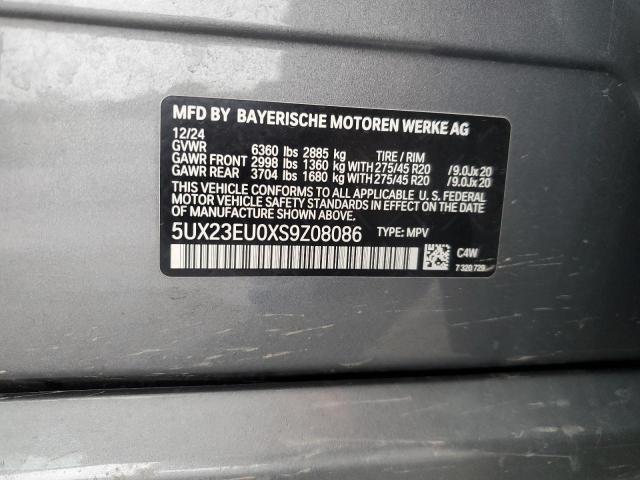 MFD BY BAYERISCHE MOTOREN WERKE AG
12/24
GVWR 6360 lbs 2885 kg TIRE / RIM
GAWR FRONT 2998 lbs 1360 kg WITH 275/45 R20 /9.0Jx20
GAWR REAR 3704 lbs 1680 kg WITH 275/45 R20 /9.0Jx20
THIS VEHICLE CONFORMS TO ALL APPLICABLE U.S. FEDERAL
MOTOR VEHICLE SAFETY STANDARDS IN EFFECT ON THE DATE
OF MANUFACTURE SHOWN ABOVE.
5UX23EU0XS9Z08086 TYPE: MPV
C4W
7 320 729